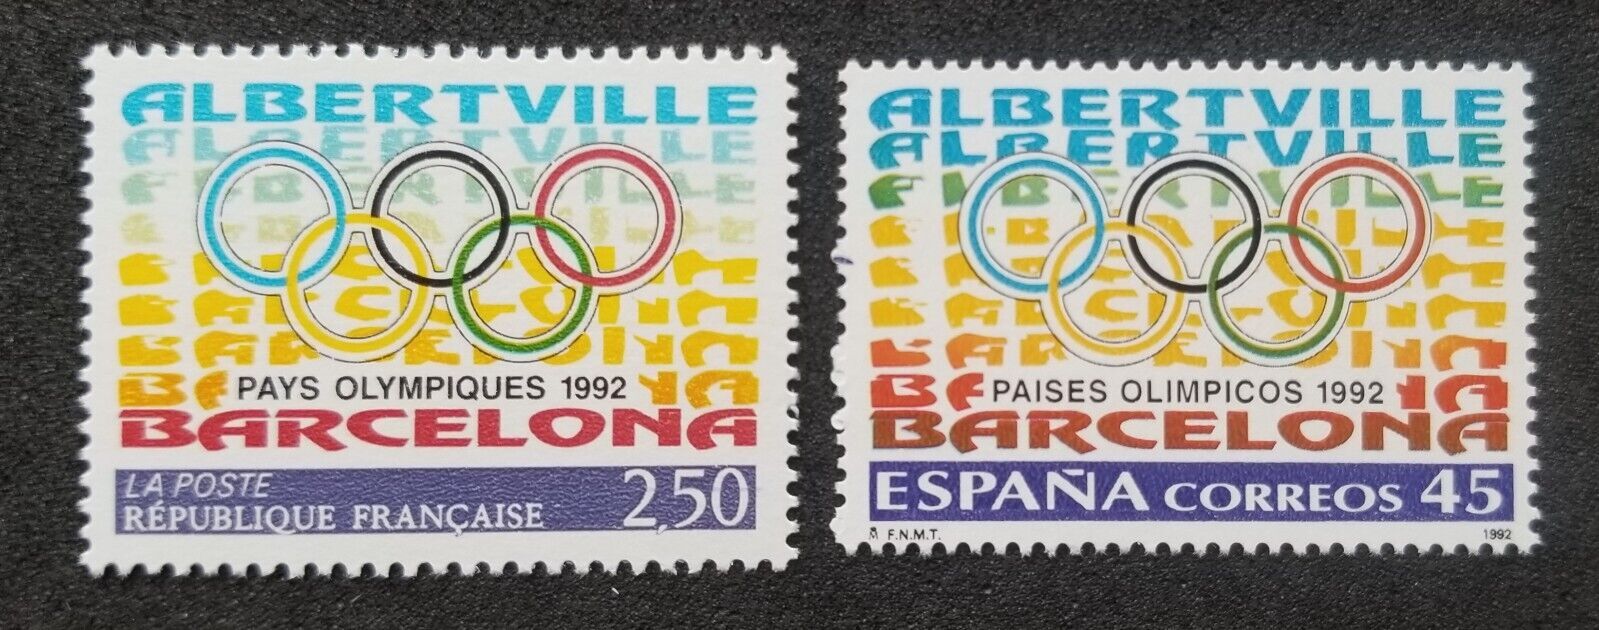 ALBERTVILLE
ALBERTVILLE
PAYS OLYMPIQUES 1992
BARCELONA
LA POSTE
RÉPUBLIQUE FRANÇAISE 2,50
ALBERTVILLE
ALBERTVILLE
PAISES OLIMPICOS 1992
BARCELONA
ESPAÑA CORREOS 45
F.N.M.T. 1992